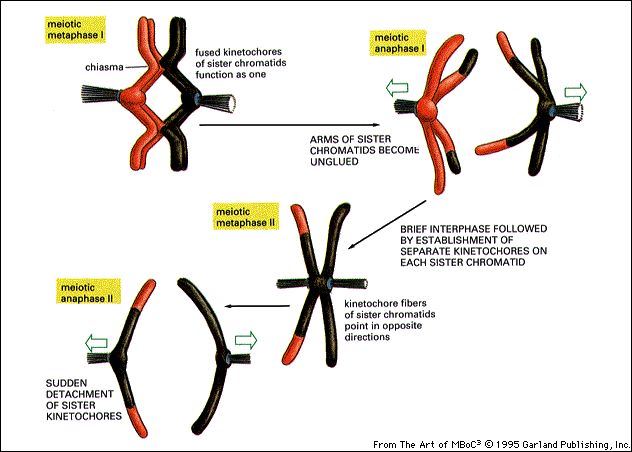 meiotic
metaphase I
chiasma
fused kinetochores
of sister chromatids
function as one
meiotic
anaphase I
ARMS OF SISTER
CHROMATIDS BECOME
UNGLUED
meiotic
metaphase II
BRIEF INTERPHASE FOLLOWED
BY ESTABLISHMENT OF
SEPARATE KINETOCHORES ON
EACH SISTER CHROMATID
meiotic
anaphase II
kinetochore fibers
of sister chromatids
point in opposite
directions
SUDDEN
DETACHMENT
OF SISTER
KINETOCHORES
From The Art of MBoC³ © 1995 Garland Publishing, Inc.